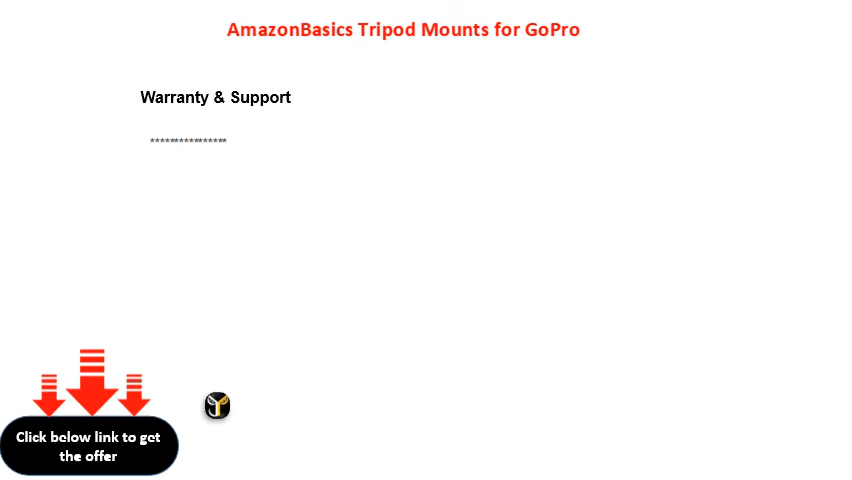 AmazonBasics Tripod Mounts for GoPro
Warranty & Support
****************
Click below link to get
the offer